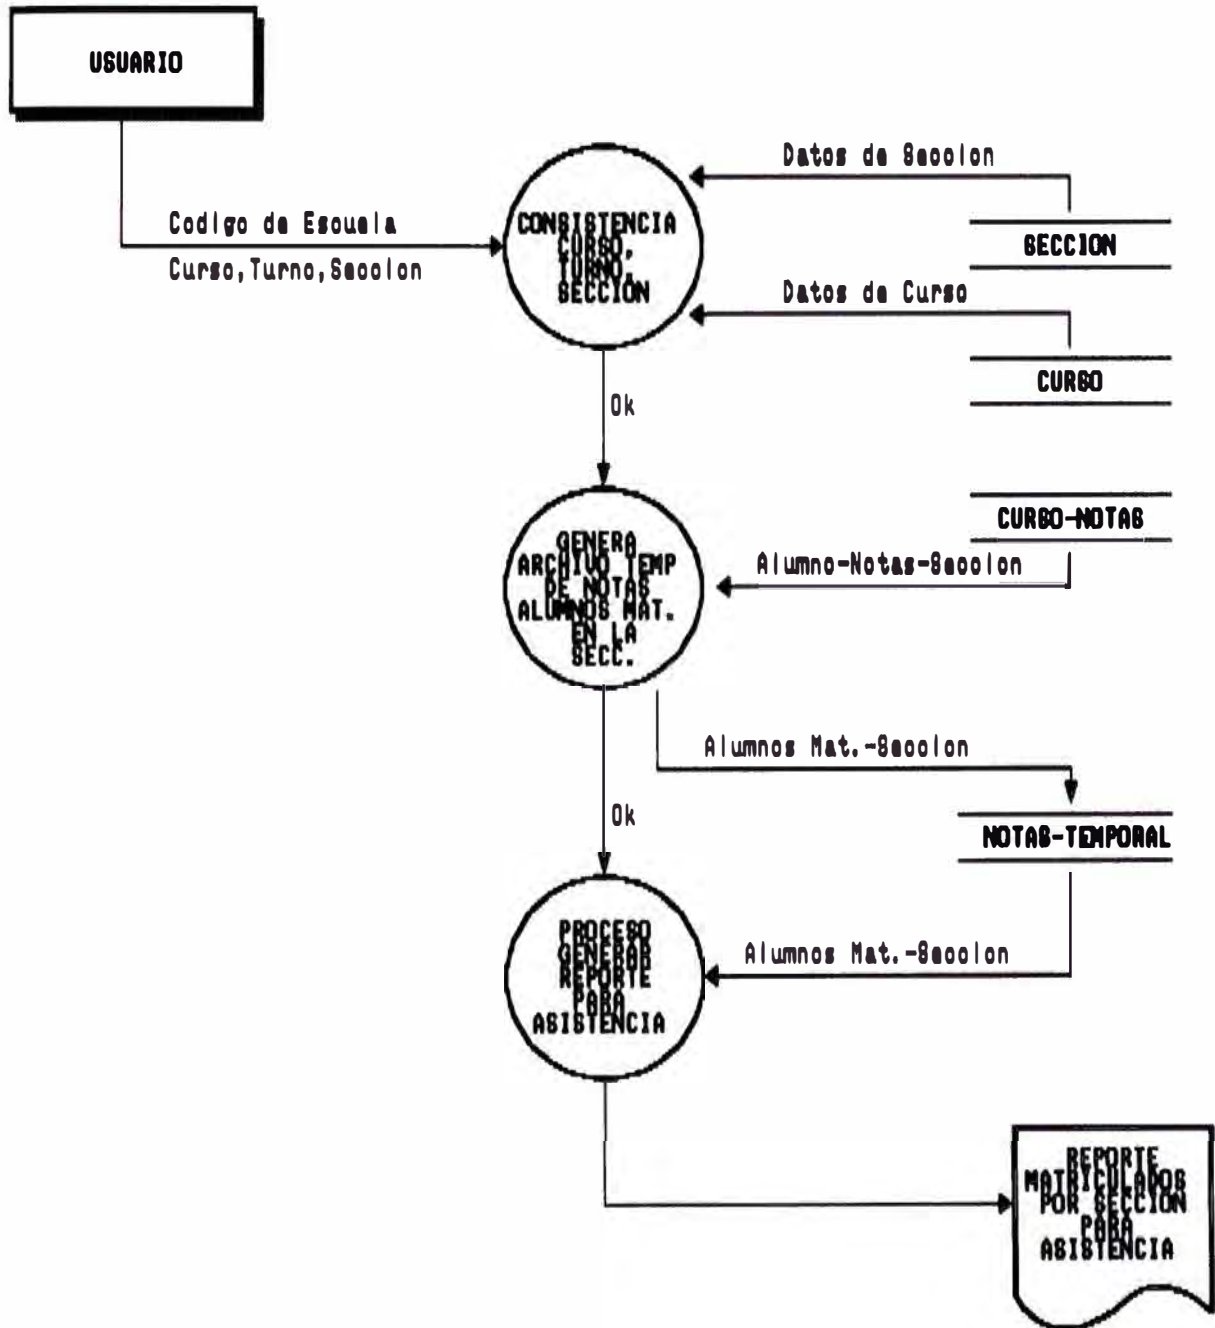 USUARIO
Datos de Seccion
Codigo de Escuela
Curso,Turno,Seccion
CONSISTENCIA
CURSO,
TURNO,
SECCION
SECCION
Datos de Curso
CURSO
Ok
CURSO-NOTAS
GENERA
ARCHIVO TEMP
DE NOTAS
ALUMNOS MAT.
EN LA
SECC.
Alumno-Notas-Seccion
Alumnos Mat.-Seccion
Ok
NOTAS-TEMPORAL
PROCESO
GENERAR
REPORTE
PARA
ASISTENCIA
Alumnos Mat.-Seccion
REPORTE
MATRICULADOS
POR SECCION
PARA
ASISTENCIA